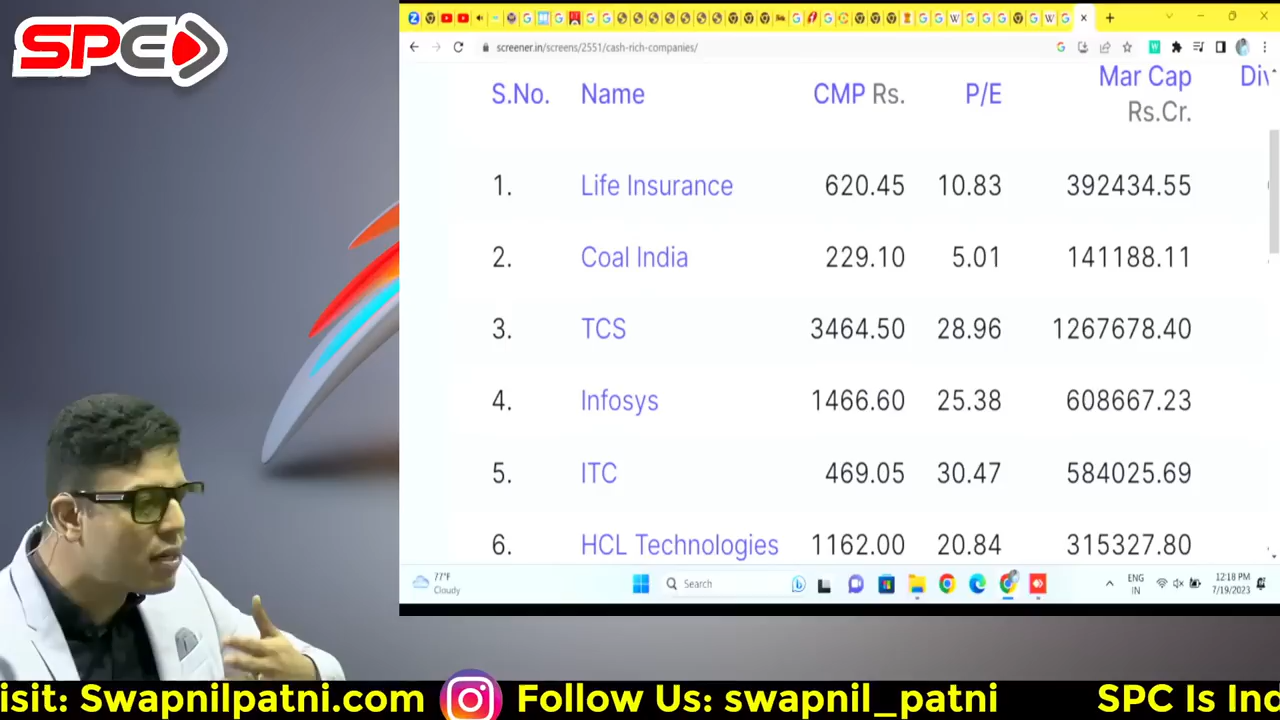 SPC
screener.in/screens/2551/cash-rich-companies/
S.No. Name CMP Rs. P/E Mar Cap Rs.Cr. Div
1. Life Insurance 620.45 10.83 392434.55
2. Coal India 229.10 5.01 141188.11
3. TCS 3464.50 28.96 1267678.40
4. Infosys 1466.60 25.38 608667.23
5. ITC 469.05 30.47 584025.69
6. HCL Technologies 1162.00 20.84 315327.80
77°F
Cloudy
Search
ENG
IN
12:18 PM
7/19/2023
isit: Swapnilpatni.com Follow Us: swapnil_patni SPC Is Ind